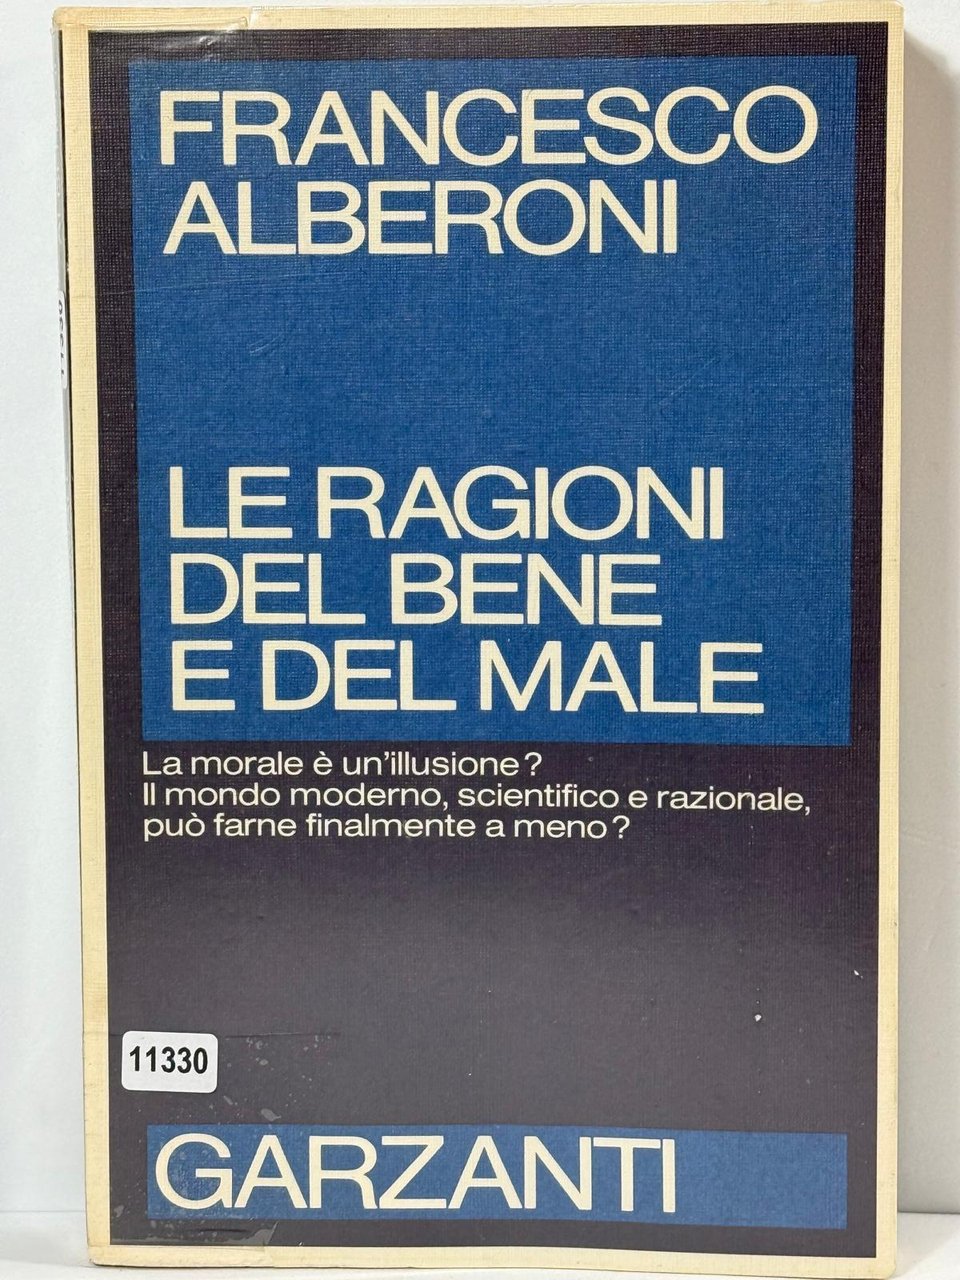 FRANCESCO
ALBERONI
LE RAGIONI
DEL BENE
E DEL MALE
La morale è un'illusione?
Il mondo moderno, scientifico e razionale,
può farne finalmente a meno?
11330
GARZANTI